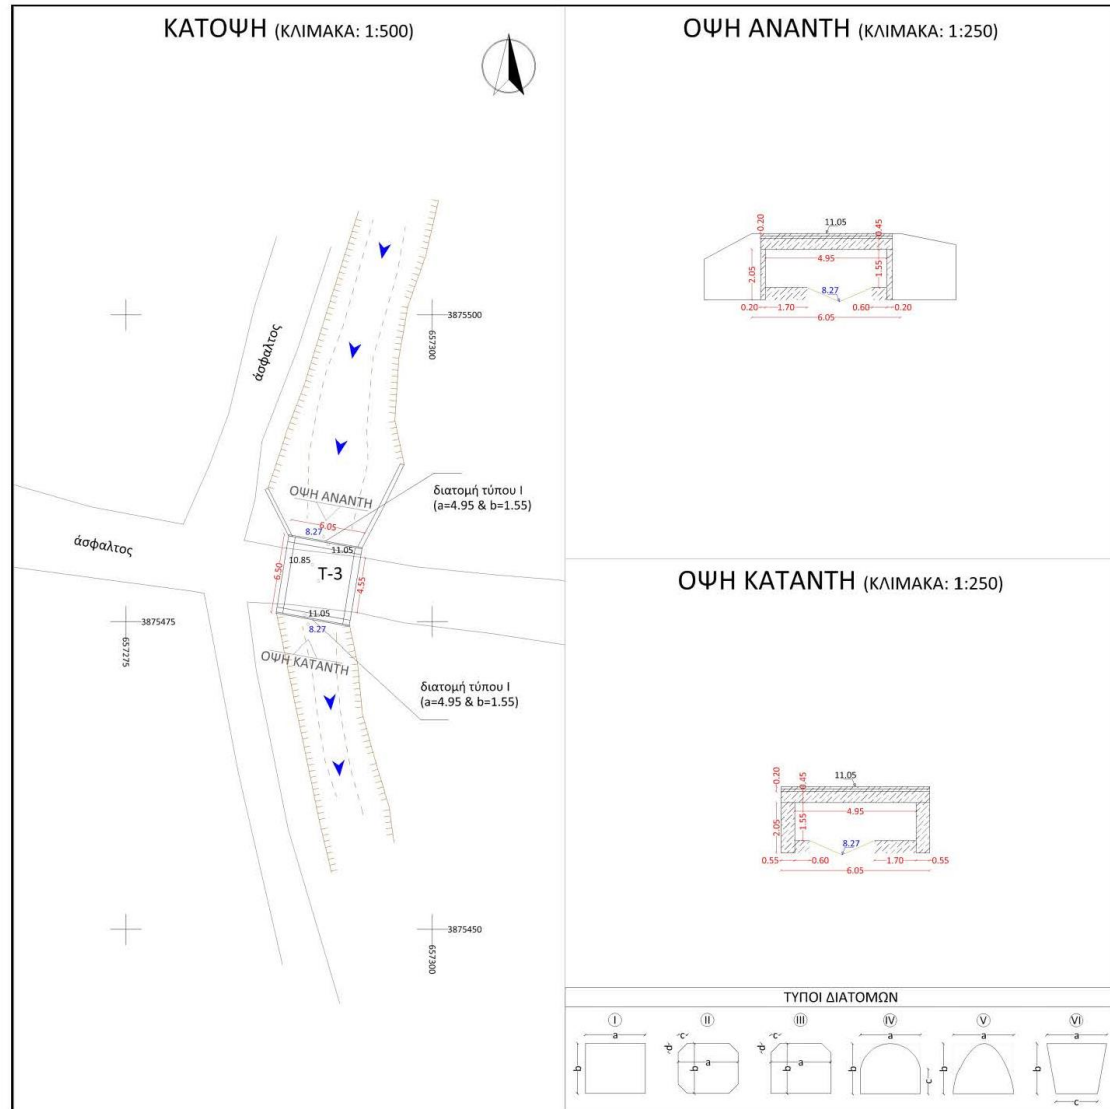 ΚΑΤΟΨΗ (ΚΛΙΜΑΚΑ: 1:500)
3875500
657300
άσφαλτος
ΟΨΗ ΑΝΑΝΤΗ
διατομή τύπου Ι
(a=4.95 & b=1.55)
6.05
8.27
11.05
άσφαλτος
10.85
T-3
6.50
4.55
11.05
8.27
3875475
657275
ΟΨΗ ΚΑΤΑΝΤΗ
διατομή τύπου Ι
(a=4.95 & b=1.55)
3875450
657300
ΟΨΗ ΑΝΑΝΤΗ (ΚΛΙΜΑΚΑ: 1:250)
0.20
11.05
0.45
4.95
2.05
1.55
8.27
0.20
1.70
0.60
0.20
6.05
ΟΨΗ ΚΑΤΑΝΤΗ (ΚΛΙΜΑΚΑ: 1:250)
0.20
0.45
11.05
4.95
2.05
1.55
8.27
0.55
0.60
1.70
0.55
6.05
ΤΥΠΟΙ ΔΙΑΤΟΜΩΝ
I II III IV V VI
a c c a a a
d d
b b a b a b c b b
c